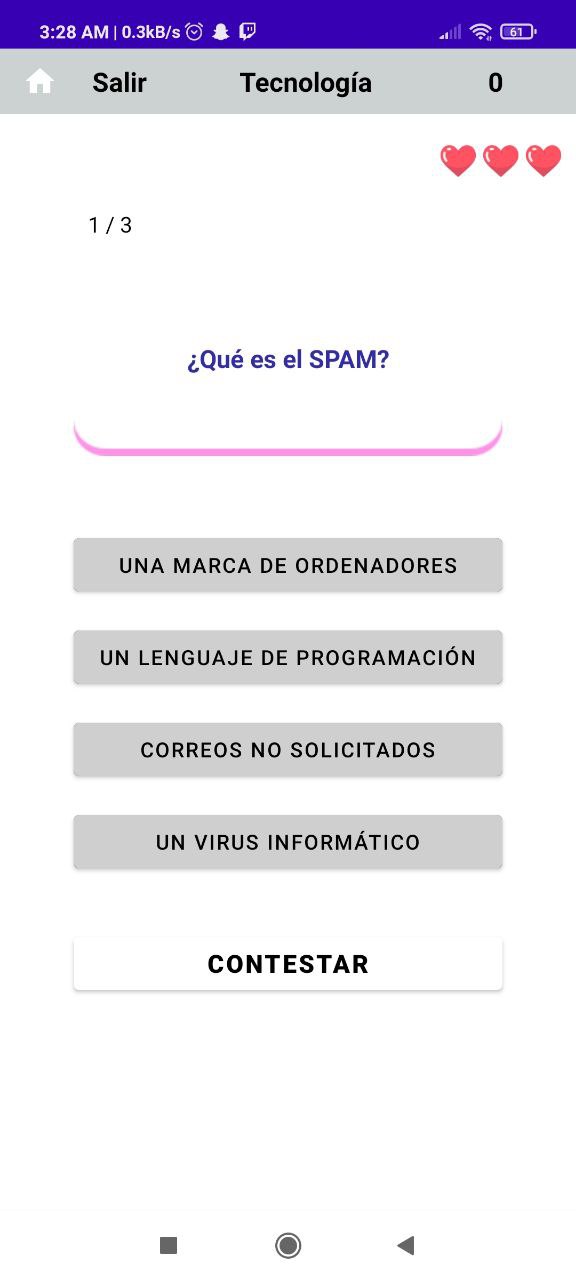 3:28 AM | 0.3kB/s 61
Salir Tecnología 0
1 / 3
¿Qué es el SPAM?
UNA MARCA DE ORDENADORES
UN LENGUAJE DE PROGRAMACIÓN
CORREOS NO SOLICITADOS
UN VIRUS INFORMÁTICO
CONTESTAR